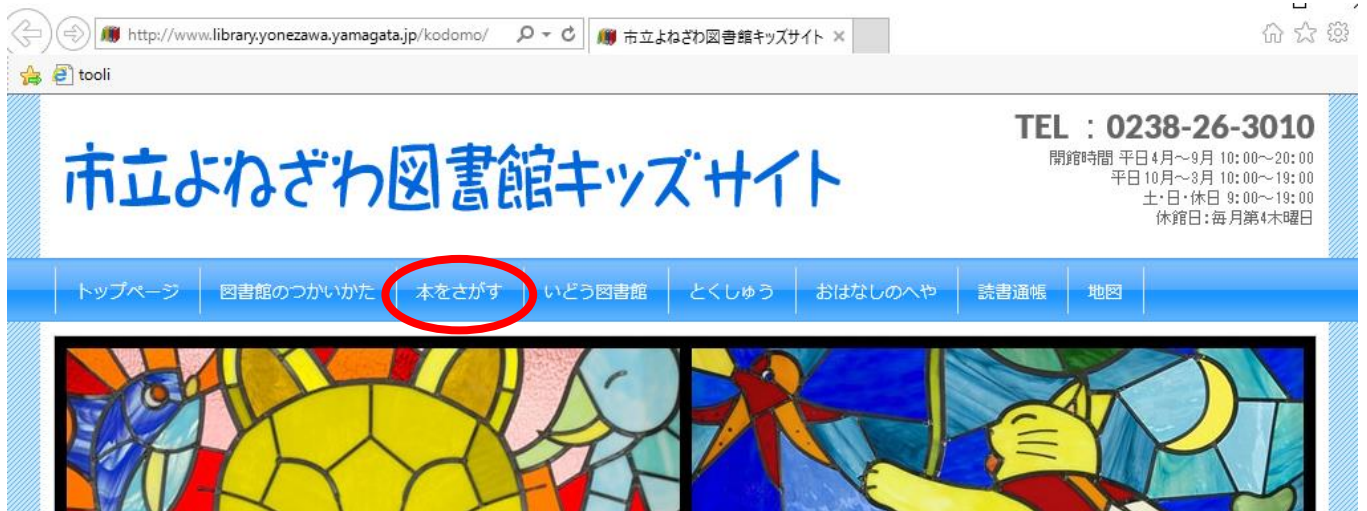 http://www.library.yonezawa.yamagata.jp/kodomo/
市立よねざわ図書館キッズサイト
tooli
市立よねざわ図書館キッズサイト
TEL : 0238-26-3010
開館時間 平日4月～9月 10:00～20:00
平日10月～3月 10:00～19:00
土・日・休日 9:00～19:00
休館日:毎月第4木曜日
トップページ 図書館のつかいかた 本をさがす いどう図書館 とくしゅう おはなしのへや 読書通帳 地図